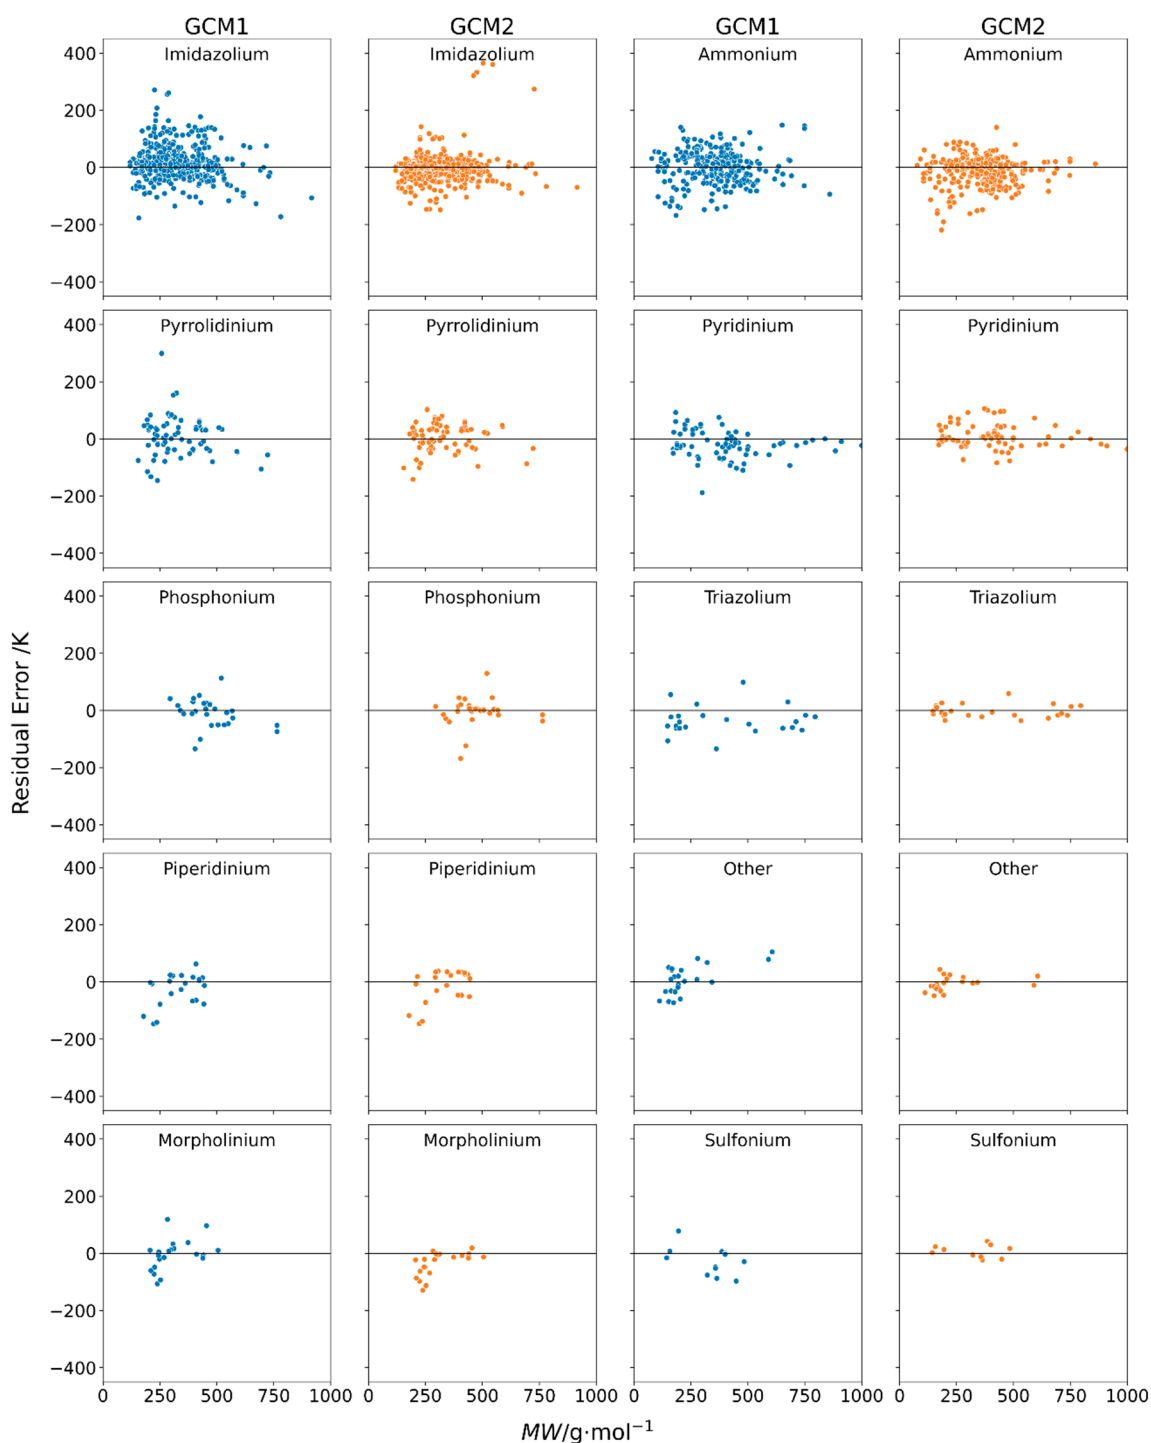 GCM1 GCM2 GCM1 GCM2
Imidazolium Imidazolium Ammonium Ammonium
400
200
0
−200
−400
Pyrrolidinium Pyrrolidinium Pyridinium Pyridinium
400
200
0
−200
−400
Phosphonium Phosphonium Triazolium Triazolium
400
200
0
−200
−400
Residual Error /K
Piperidinium Piperidinium Other Other
400
200
0
−200
−400
Morpholinium Morpholinium Sulfonium Sulfonium
400
200
0
−200
−400
0 250 500 750 1000 0 250 500 750 1000 0 250 500 750 1000 0 250 500 750 1000
MW/g·mol⁻¹